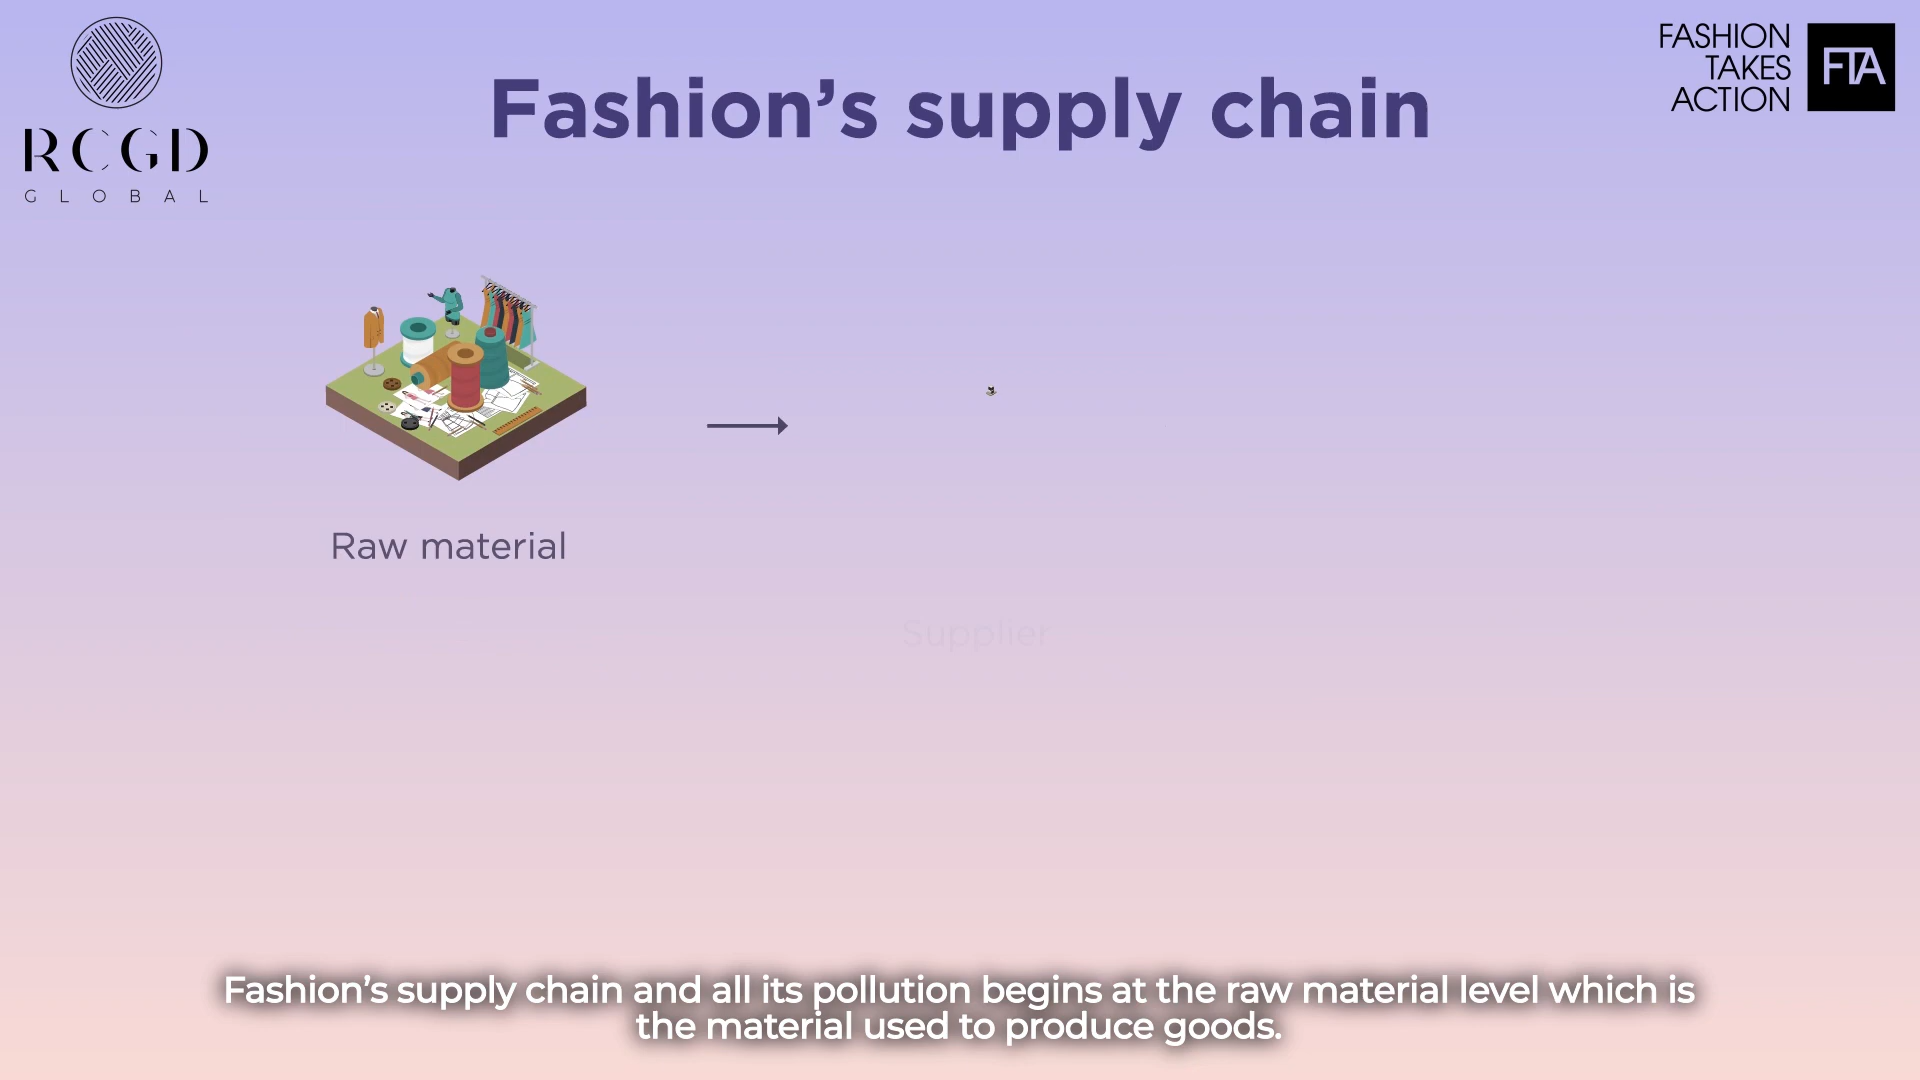 RCGD
GLOBAL
Fashion’s supply chain
FASHION
TAKES
ACTION
FTA
Raw material
Supplier
Fashion’s supply chain and all its pollution begins at the raw material level which is
the material used to produce goods.